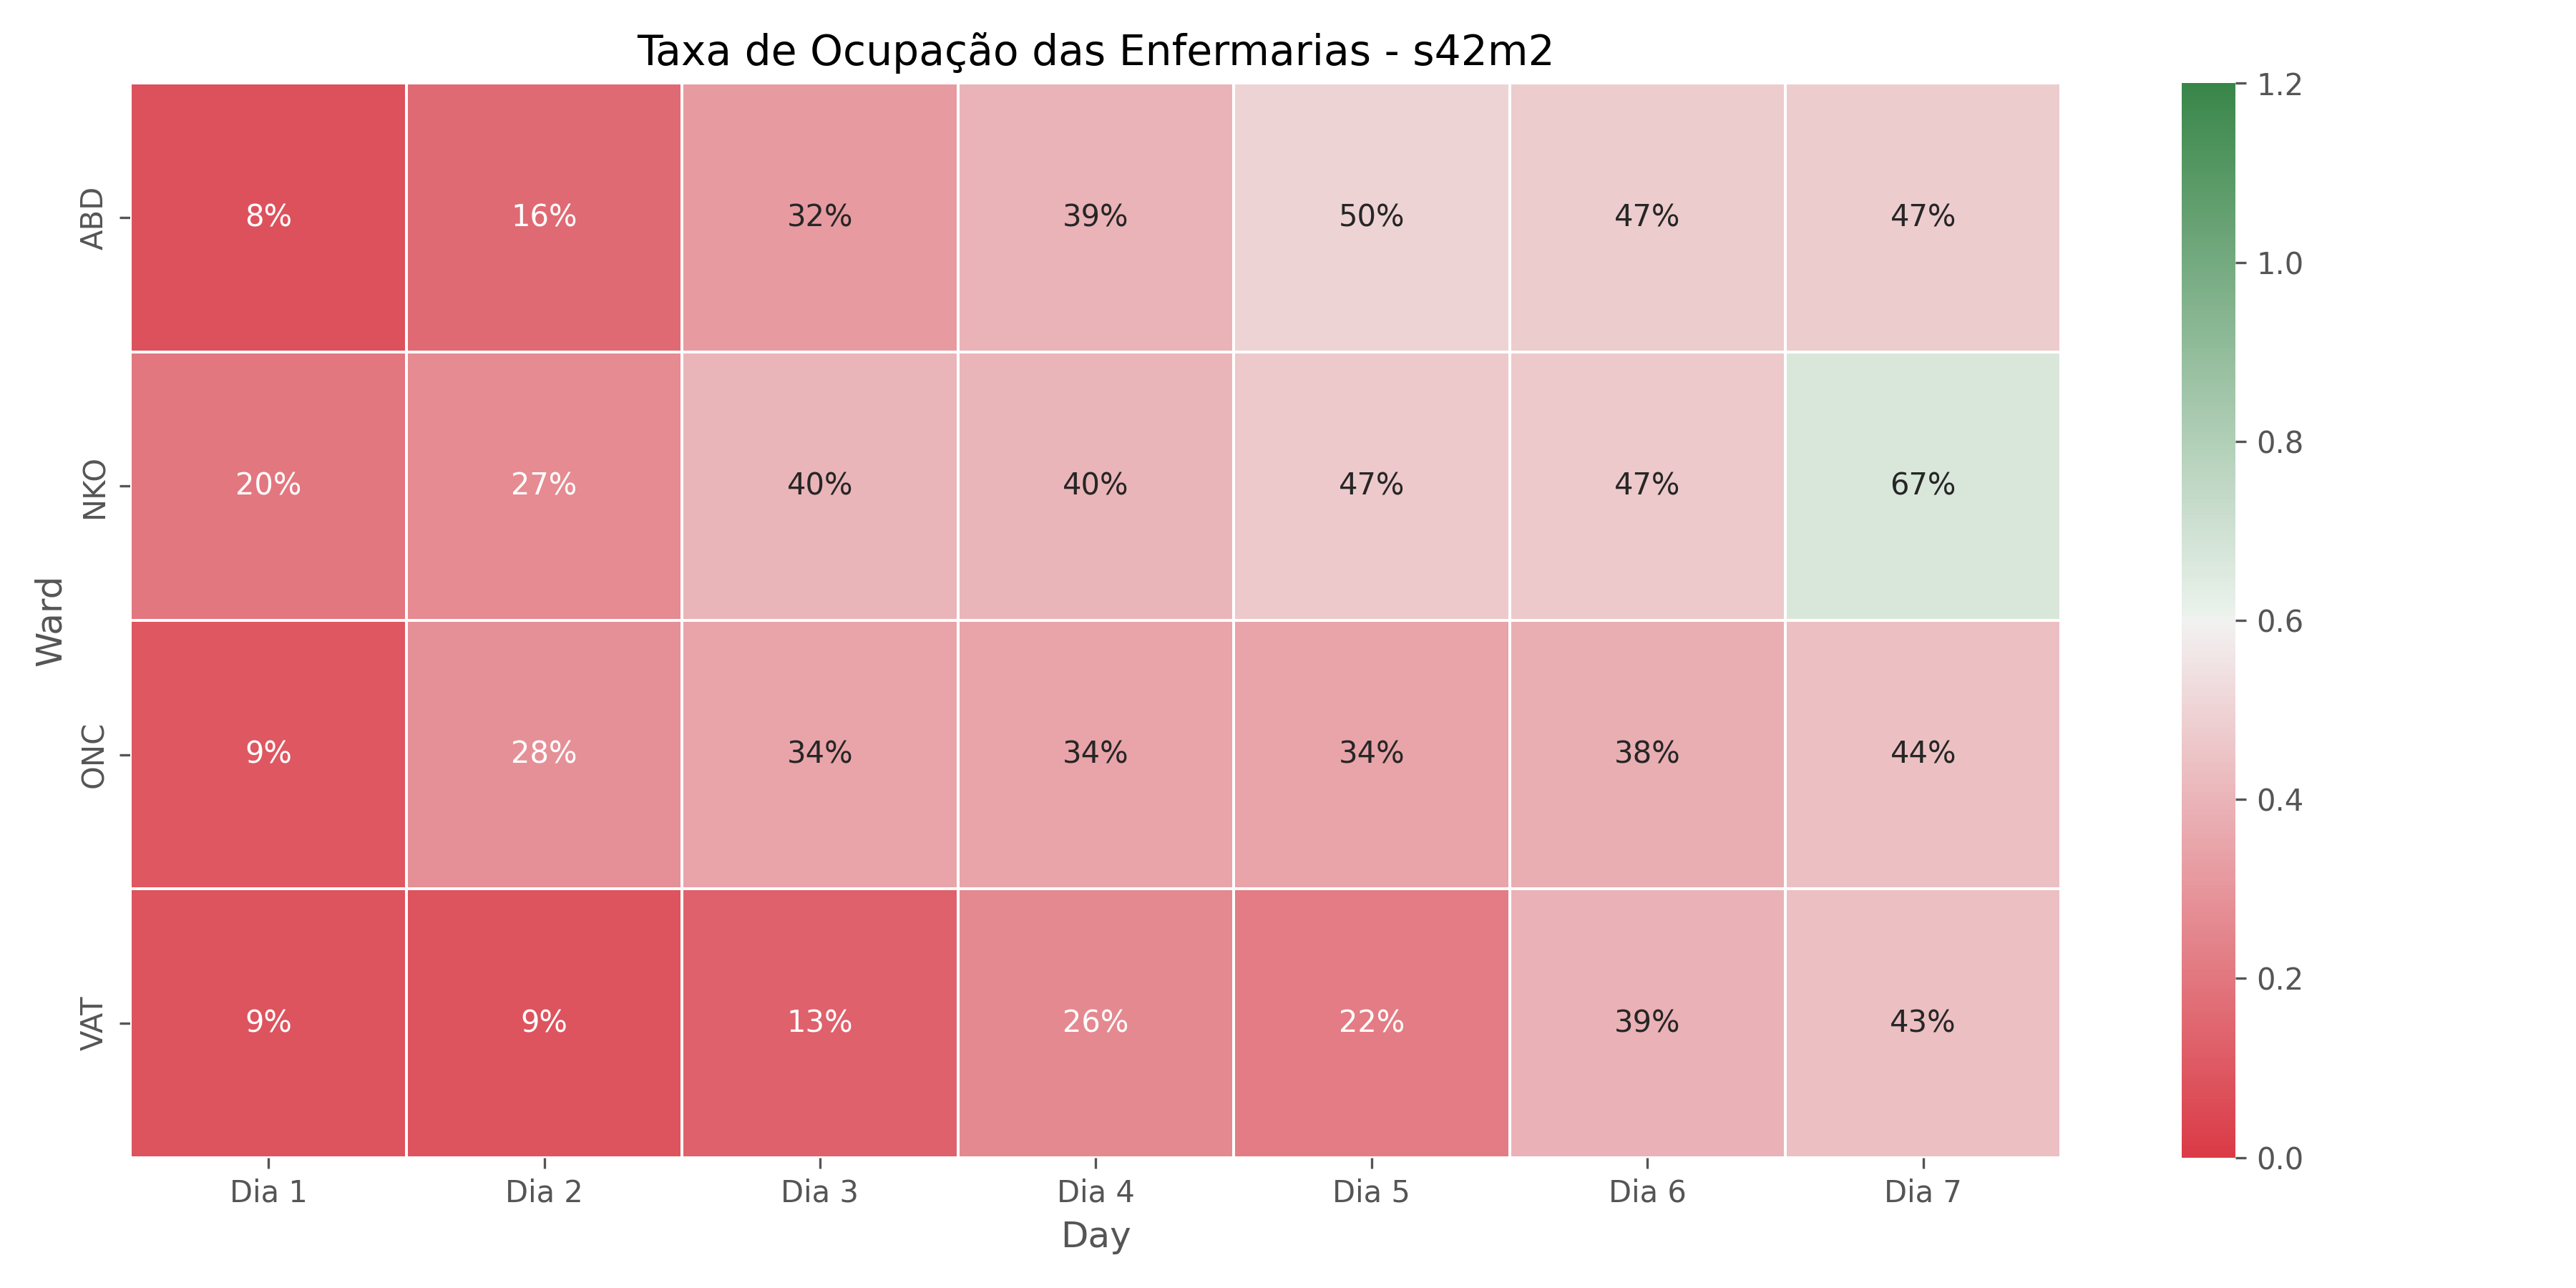 Taxa de Ocupação das Enfermarias - s42m2
Ward
ABD
8% 16% 32% 39% 50% 47% 47%
NKO
20% 27% 40% 40% 47% 47% 67%
ONC
9% 28% 34% 34% 34% 38% 44%
VAT
9% 9% 13% 26% 22% 39% 43%
Dia 1 Dia 2 Dia 3 Dia 4 Dia 5 Dia 6 Dia 7
Day
1.2
1.0
0.8
0.6
0.4
0.2
0.0